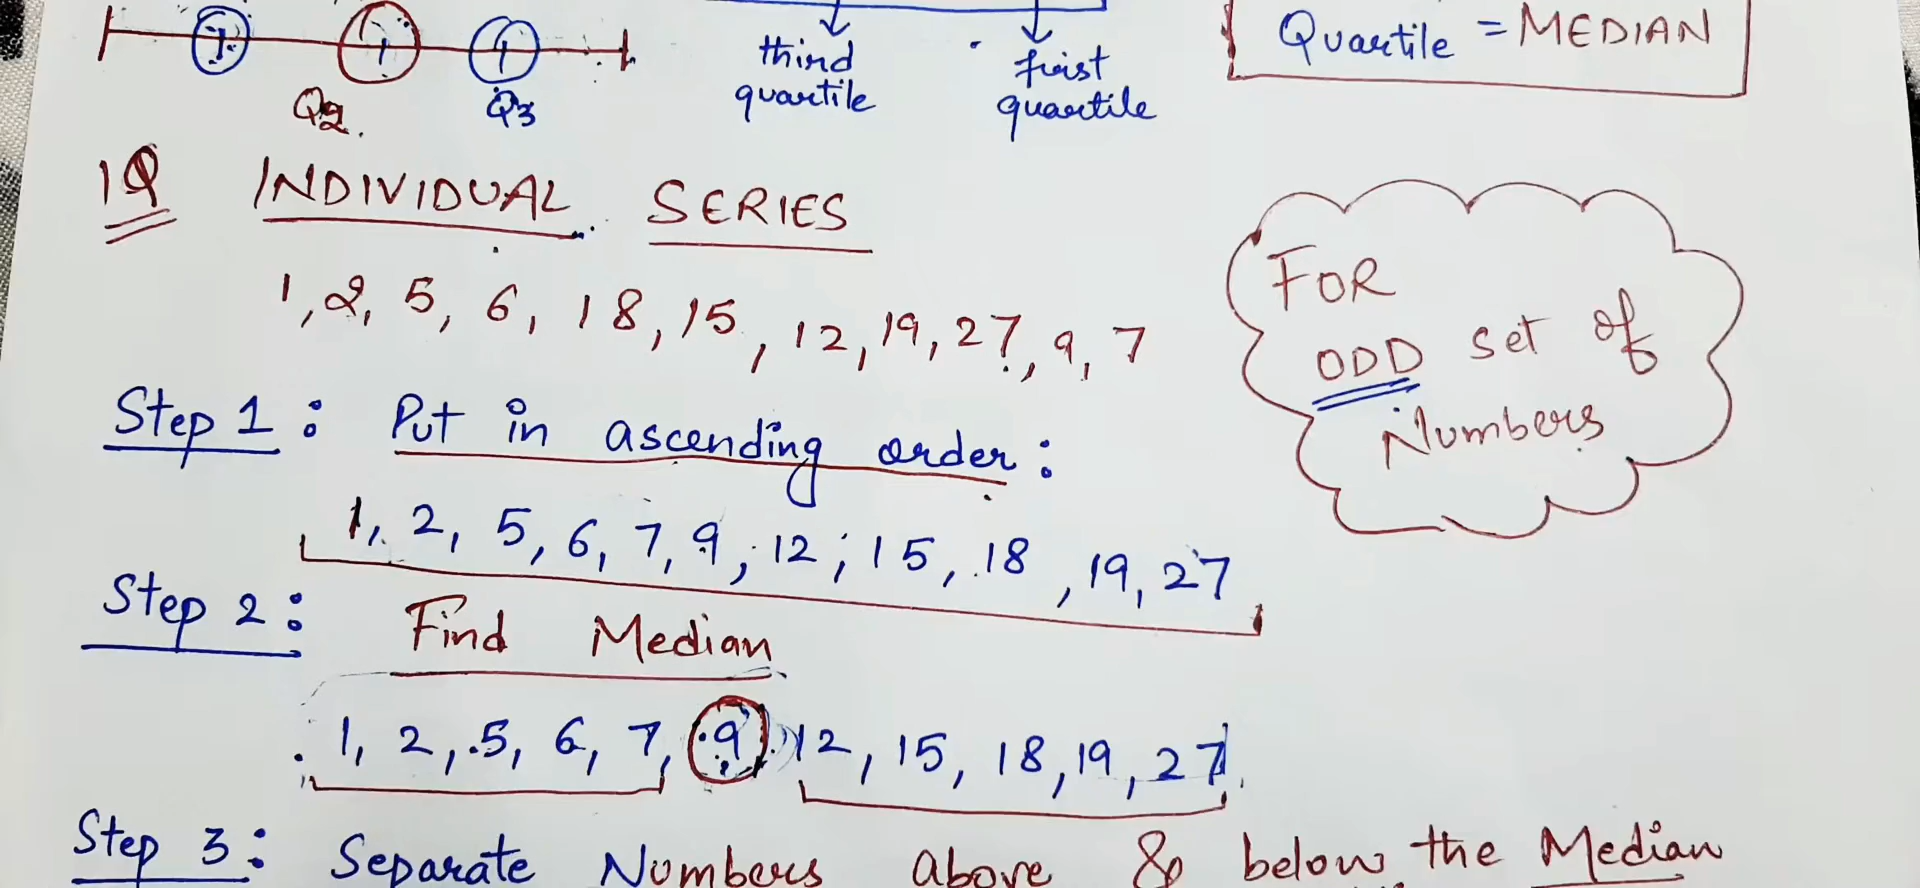 Quartile = MEDIAN
third quartile
first quartile
Q2. Q3
1Q INDIVIDUAL SERIES
1, 2, 5, 6, 18, 15, 12, 19, 27, 9, 7
FOR
ODD set of
Numbers
Step 1: Put in ascending order:
1, 2, 5, 6, 7, 9, 12, 15, 18, 19, 27
Step 2: Find Median
1, 2, 5, 6, 7, 9, 12, 15, 18, 19, 27
Step 3: Separate Numbers above & below the Median